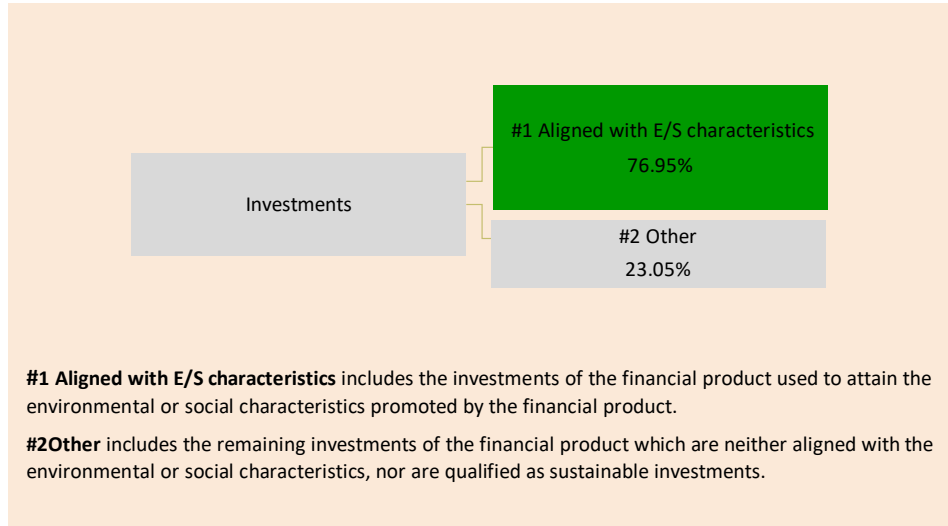 #1 Aligned with E/S characteristics
76.95%
Investments
#2 Other
23.05%
#1 Aligned with E/S characteristics includes the investments of the financial product used to attain the
environmental or social characteristics promoted by the financial product.
#2Other includes the remaining investments of the financial product which are neither aligned with the
environmental or social characteristics, nor are qualified as sustainable investments.